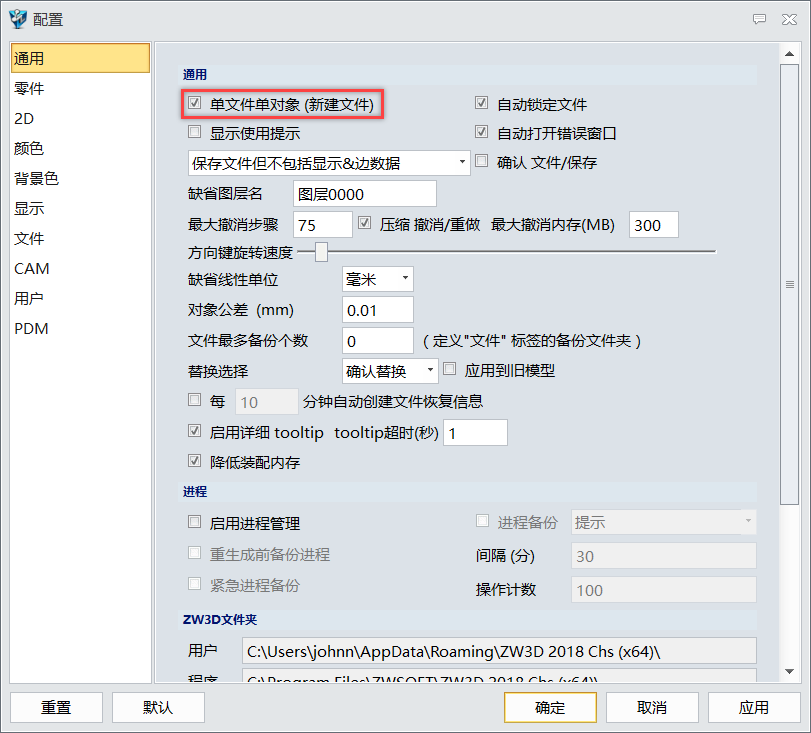 配置
通用
零件
2D
颜色
背景色
显示
文件
CAM
用户
PDM
通用
单文件单对象 (新建文件)
自动锁定文件
显示使用提示
自动打开错误窗口
保存文件但不包括显示&边数据
确认 文件/保存
缺省图层名 图层0000
最大撤消步骤 75 压缩 撤消/重做 最大撤消内存(MB) 300
方向键旋转速度
缺省线性单位 毫米
对象公差 (mm) 0.01
文件最多备份个数 0 ( 定义"文件" 标签的备份文件夹 )
替换选择 确认替换 应用到旧模型
每 10 分钟自动创建文件恢复信息
启用详细 tooltip tooltip超时(秒) 1
降低装配内存
进程
启用进程管理
进程备份 提示
重生成前备份进程
间隔 (分) 30
紧急进程备份
操作计数 100
ZW3D文件夹
用户 C:\Users\johnn\AppData\Roaming\ZW3D 2018 Chs (x64)\
程序 C:\Program Files\ZWSOFT\ZW3D 2018 Chs (x64)\
重置 默认 确定 取消 应用